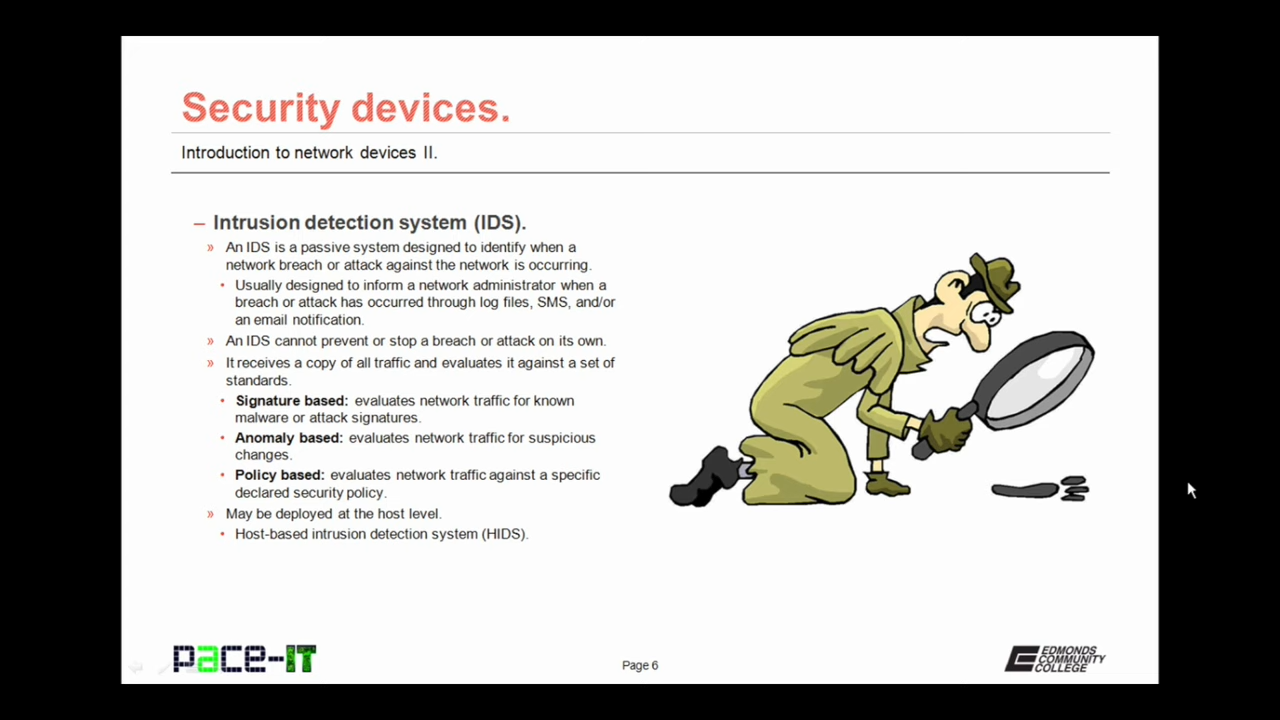 Security devices.
Introduction to network devices II.
– Intrusion detection system (IDS).
» An IDS is a passive system designed to identify when a
network breach or attack against the network is occurring.
• Usually designed to inform a network administrator when a
breach or attack has occurred through log files, SMS, and/or
an email notification.
» An IDS cannot prevent or stop a breach or attack on its own.
» It receives a copy of all traffic and evaluates it against a set of
standards.
• Signature based: evaluates network traffic for known
malware or attack signatures.
• Anomaly based: evaluates network traffic for suspicious
changes.
• Policy based: evaluates network traffic against a specific
declared security policy.
» May be deployed at the host level.
• Host-based intrusion detection system (HIDS).
pace-IT
Page 6
EDMONDS
COMMUNITY
COLLEGE